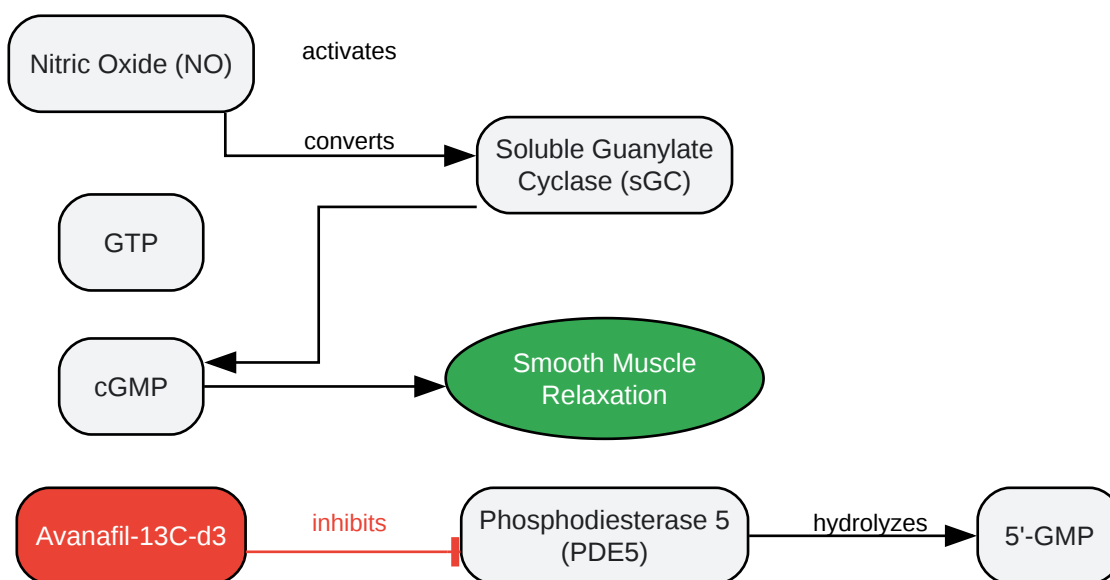 Nitric Oxide (NO)
activates
converts
Soluble Guanylate
Cyclase (sGC)
GTP
cGMP
Smooth Muscle
Relaxation
Avanafil-13C-d3
inhibits
Phosphodiesterase 5
(PDE5)
hydrolyzes
5'-GMP